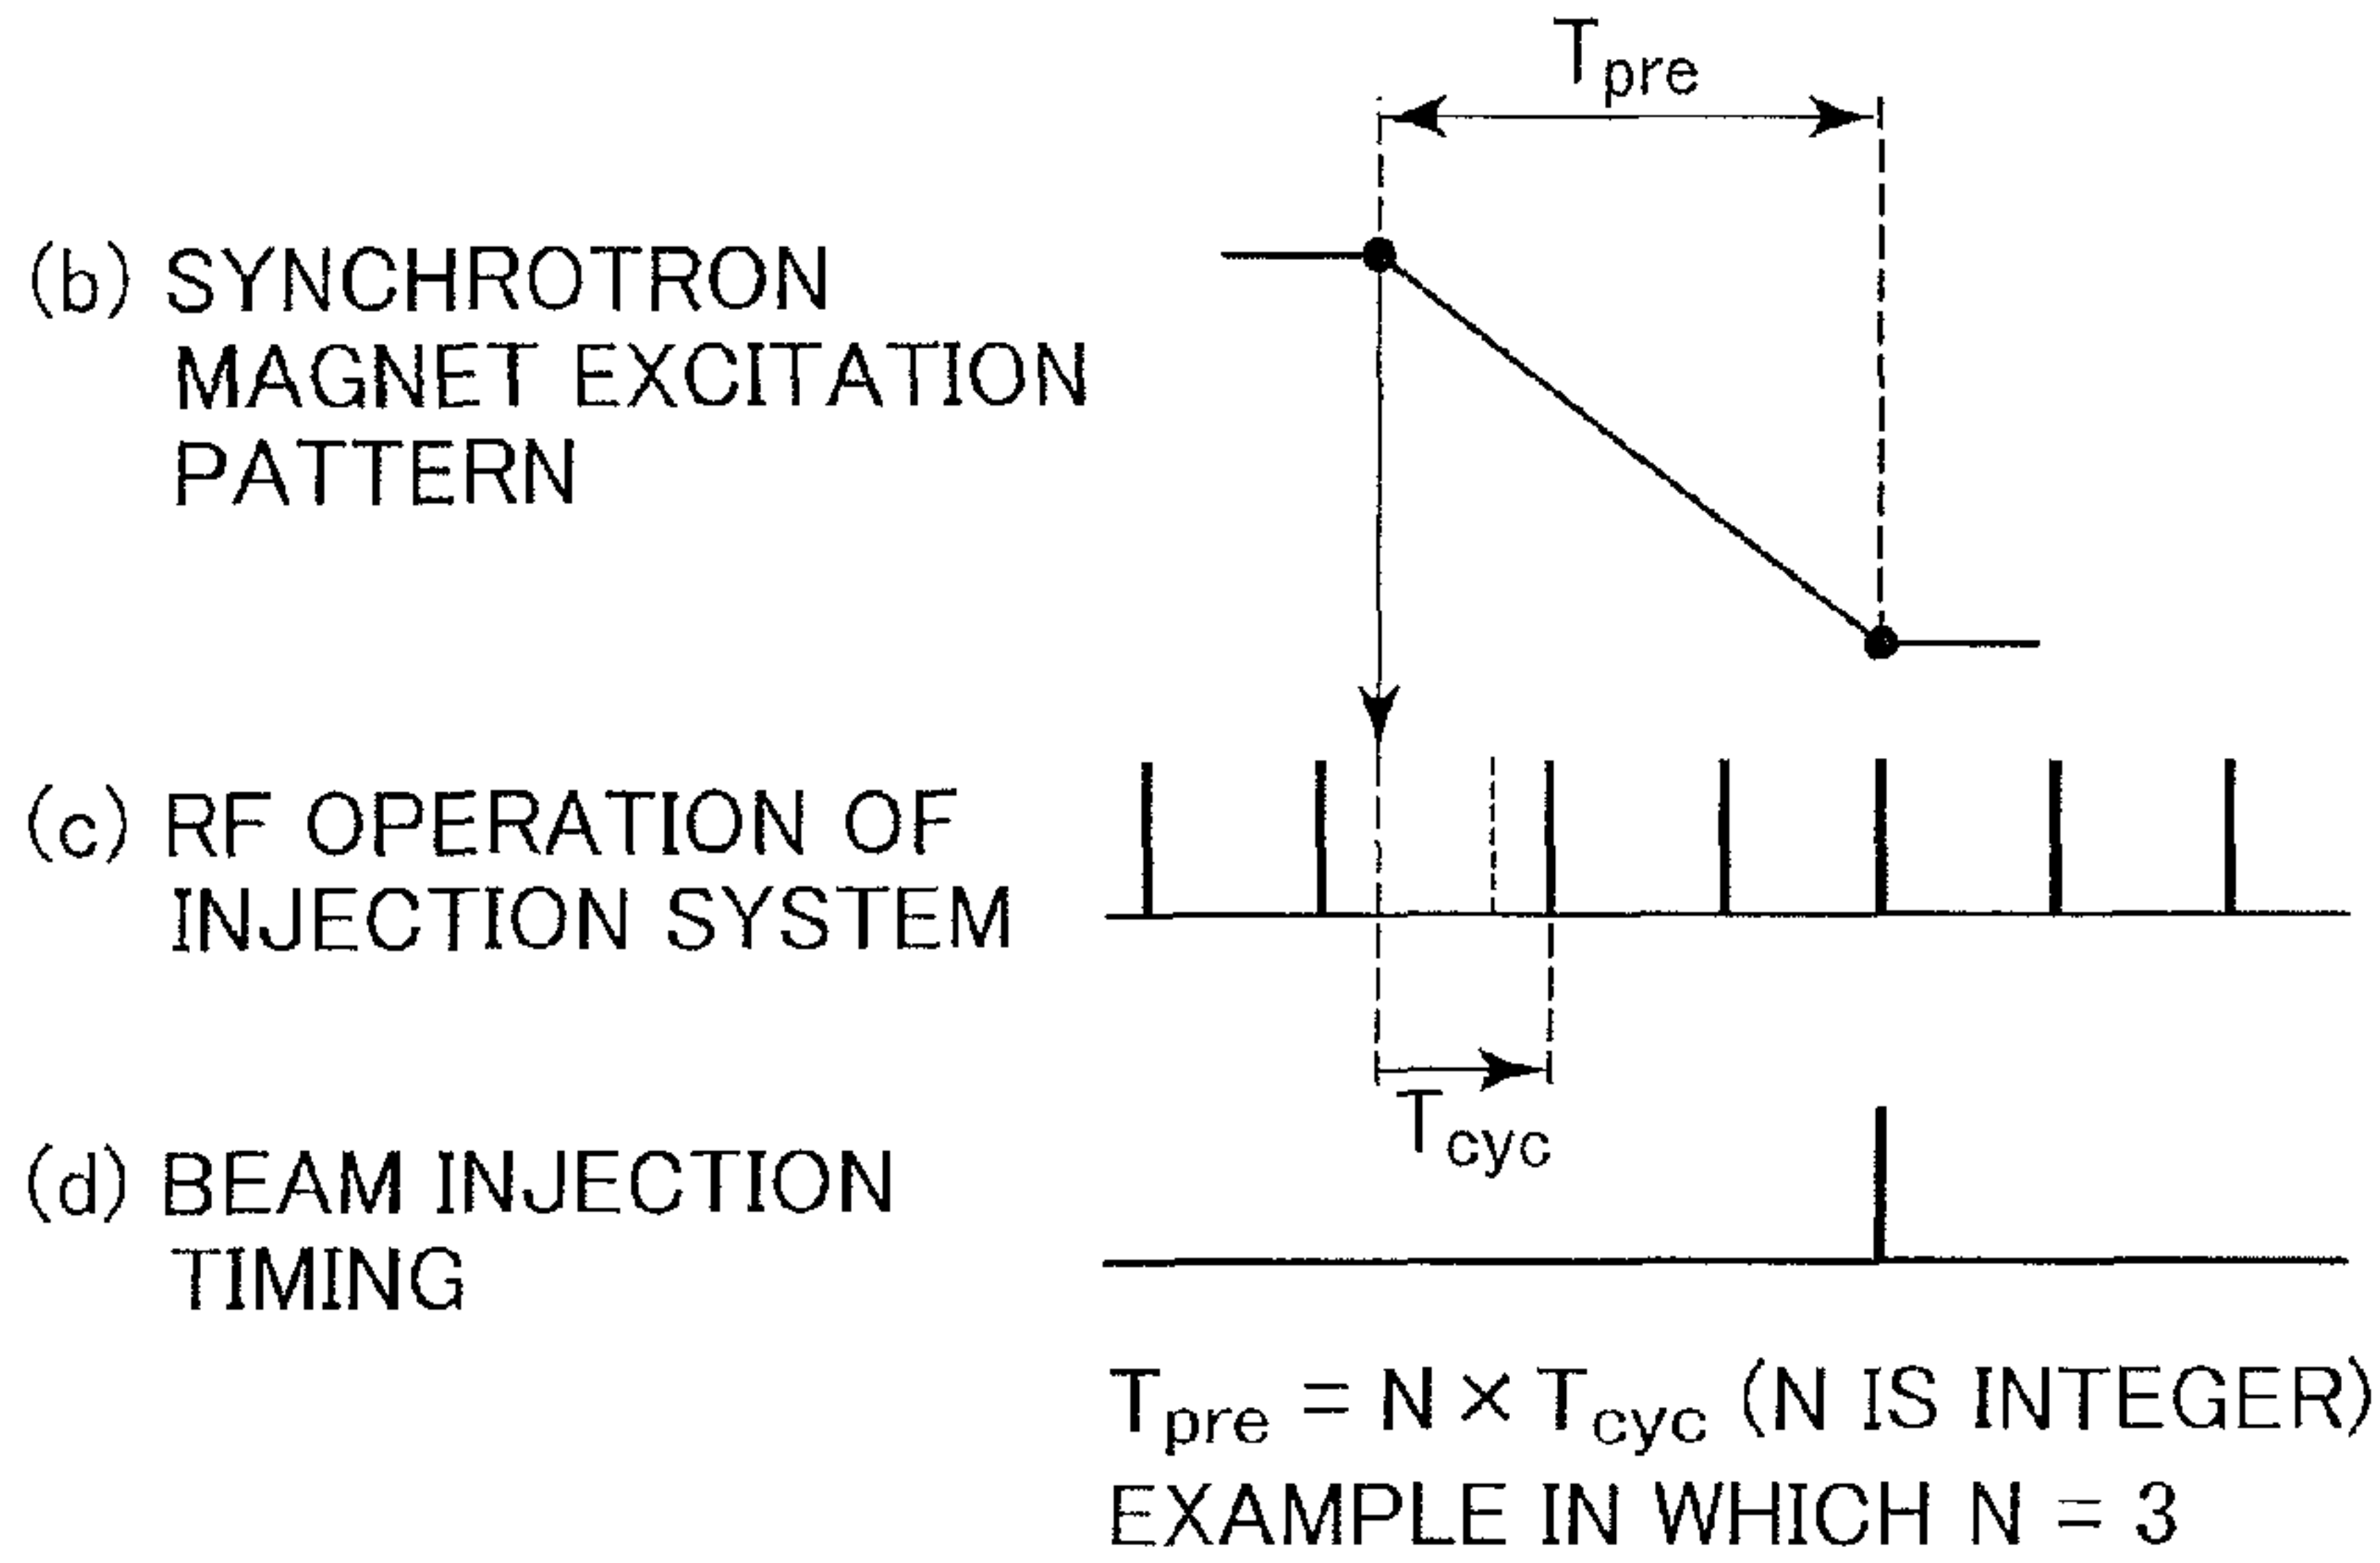 Tpre
(b) SYNCHROTRON
MAGNET EXCITATION
PATTERN
(c) RF OPERATION OF
INJECTION SYSTEM
Tcyc
(d) BEAM INJECTION
TIMING
Tpre = N × Tcyc (N IS INTEGER)
EXAMPLE IN WHICH N = 3